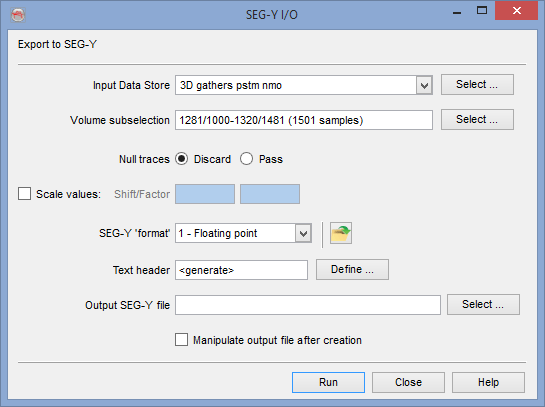 SEG-Y I/O
Export to SEG-Y
Input Data Store 3D gathers pstm nmo Select ...
Volume subselection 1281/1000-1320/1481 (1501 samples) Select ...
Null traces Discard Pass
Scale values: Shift/Factor
SEG-Y 'format' 1 - Floating point
Text header <generate> Define ...
Output SEG-Y file Select ...
Manipulate output file after creation
Run Close Help